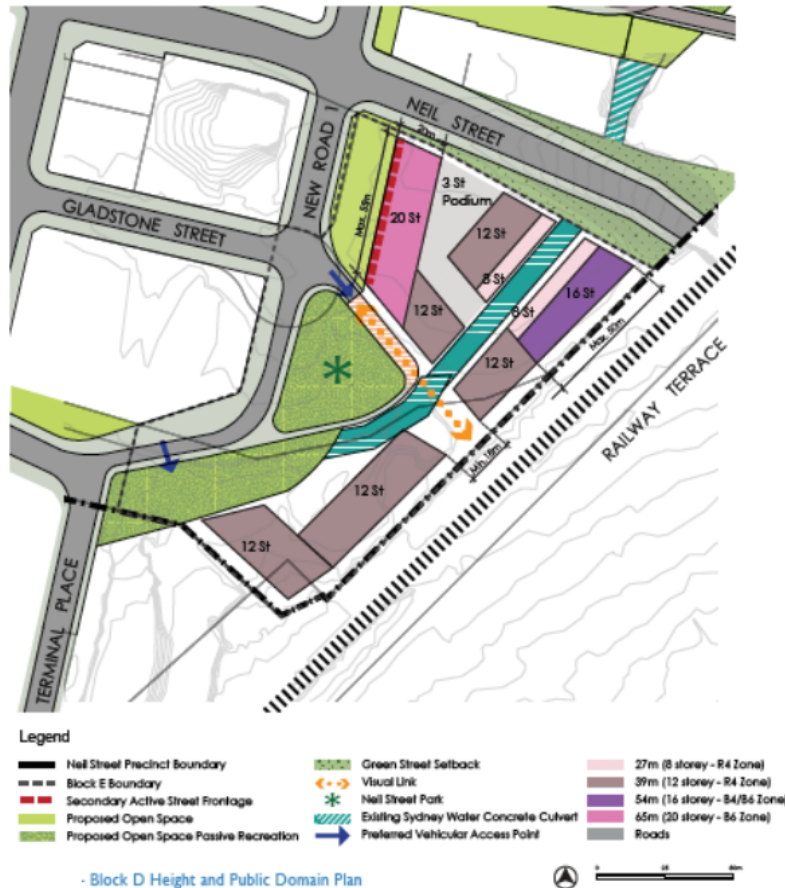 NEIL STREET
NEW ROAD 1
GLADSTONE STREET
20m
Max. 55m
3 St
Podium
20 St
12 St
8 St
12 St
8 St
16 St
12 St
Max. 50m
RAILWAY TERRACE
Min. 18m
12 St
12 St
TERMINAL PLACE
Legend
Neil Street Precinct Boundary
Block E Boundary
Secondary Active Street Frontage
Proposed Open Space
Proposed Open Space Passive Recreation
Green Street Setback
Visual Link
Neil Street Park
Existing Sydney Water Concrete Culvert
Preferred Vehicular Access Point
27m (8 storey - R4 Zone)
39m (12 storey - R4 Zone)
54m (16 storey - B4/B6 Zone)
65m (20 storey - B6 Zone)
Roads
- Block D Height and Public Domain Plan
0